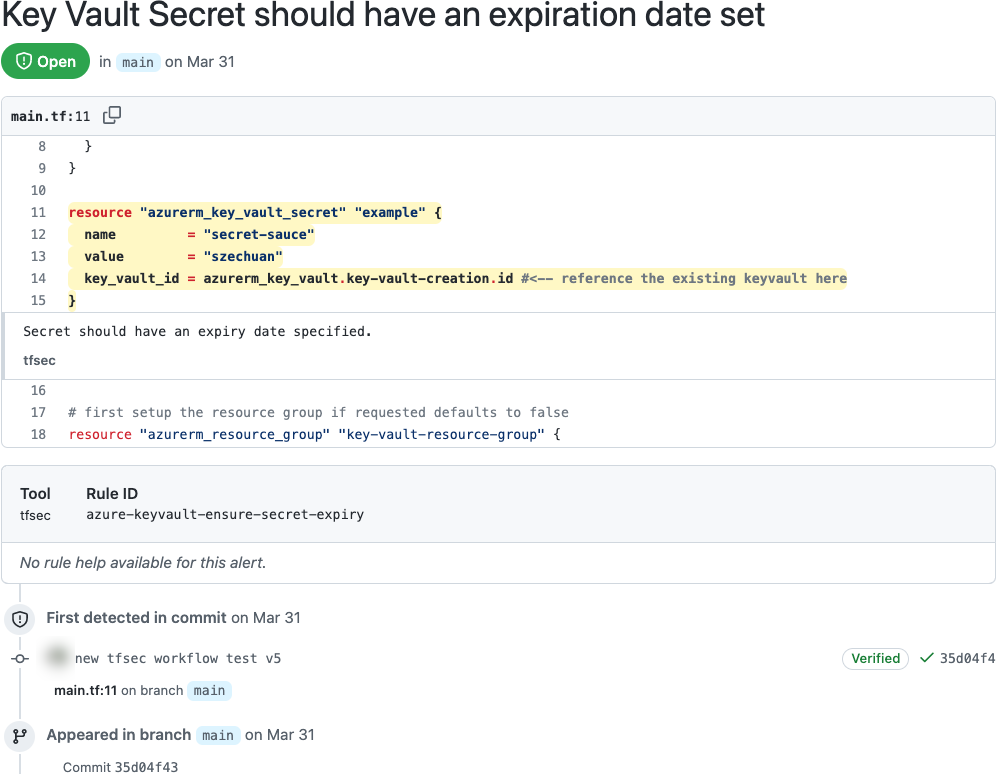 Key Vault Secret should have an expiration date set
Open in main on Mar 31
main.tf:11
8 }
9 }
10
11 resource "azurerm_key_vault_secret" "example" {
12 name = "secret-sauce"
13 value = "szechuan"
14 key_vault_id = azurerm_key_vault.key-vault-creation.id #<-- reference the existing keyvault here
15 }
Secret should have an expiry date specified.
tfsec
16
17 # first setup the resource group if requested defaults to false
18 resource "azurerm_resource_group" "key-vault-resource-group" {
Tool Rule ID
tfsec azure-keyvault-ensure-secret-expiry
No rule help available for this alert.
First detected in commit on Mar 31
new tfsec workflow test v5 Verified 35d04f4
main.tf:11 on branch main
Appeared in branch main on Mar 31
Commit 35d04f43